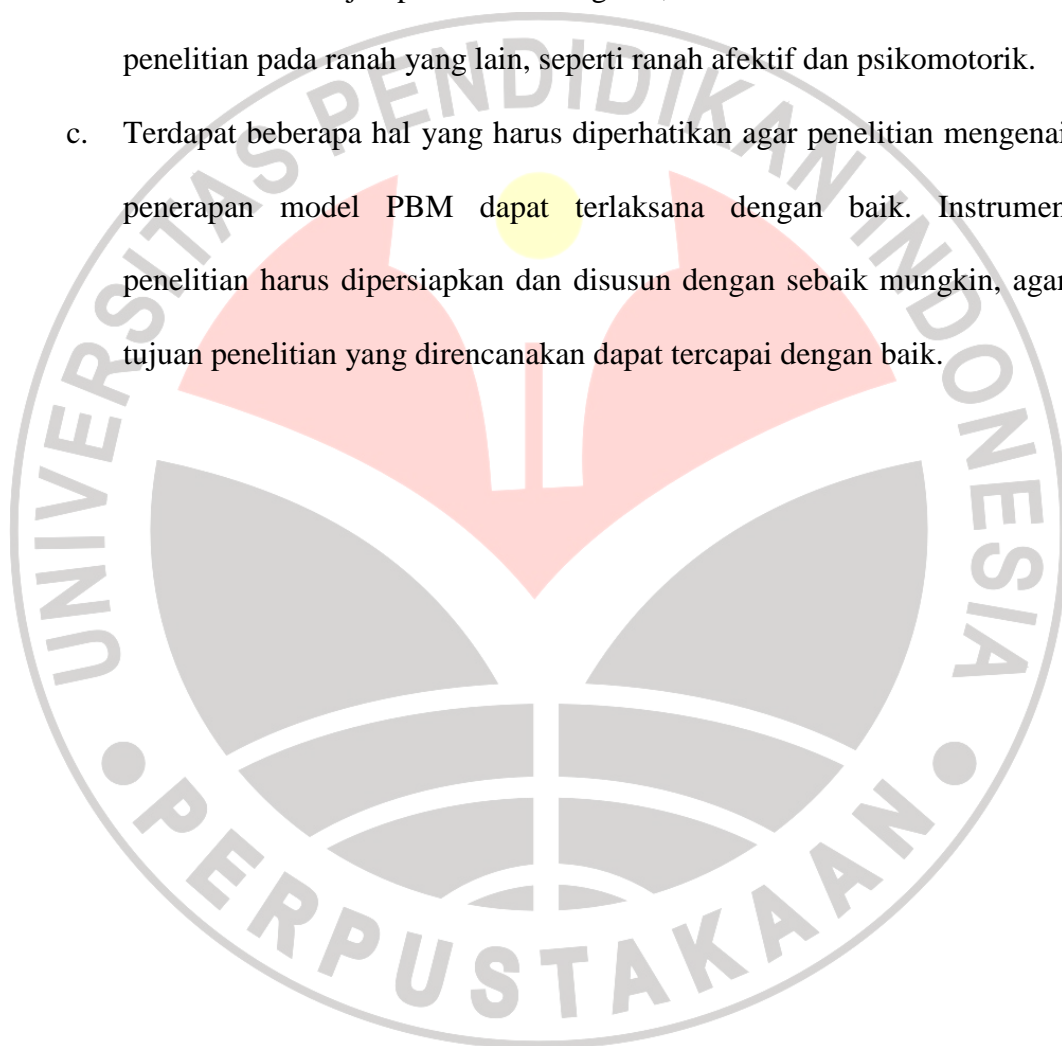 penelitian pada ranah yang lain, seperti ranah afektif dan psikomotorik.
c. Terdapat beberapa hal yang harus diperhatikan agar penelitian mengenai
penerapan model PBM dapat terlaksana dengan baik. Instrumen
penelitian harus dipersiapkan dan disusun dengan sebaik mungkin, agar
tujuan penelitian yang direncanakan dapat tercapai dengan baik.
UNIVERSITAS PENDIDIKAN INDONESIA
PERPUSTAKAAN